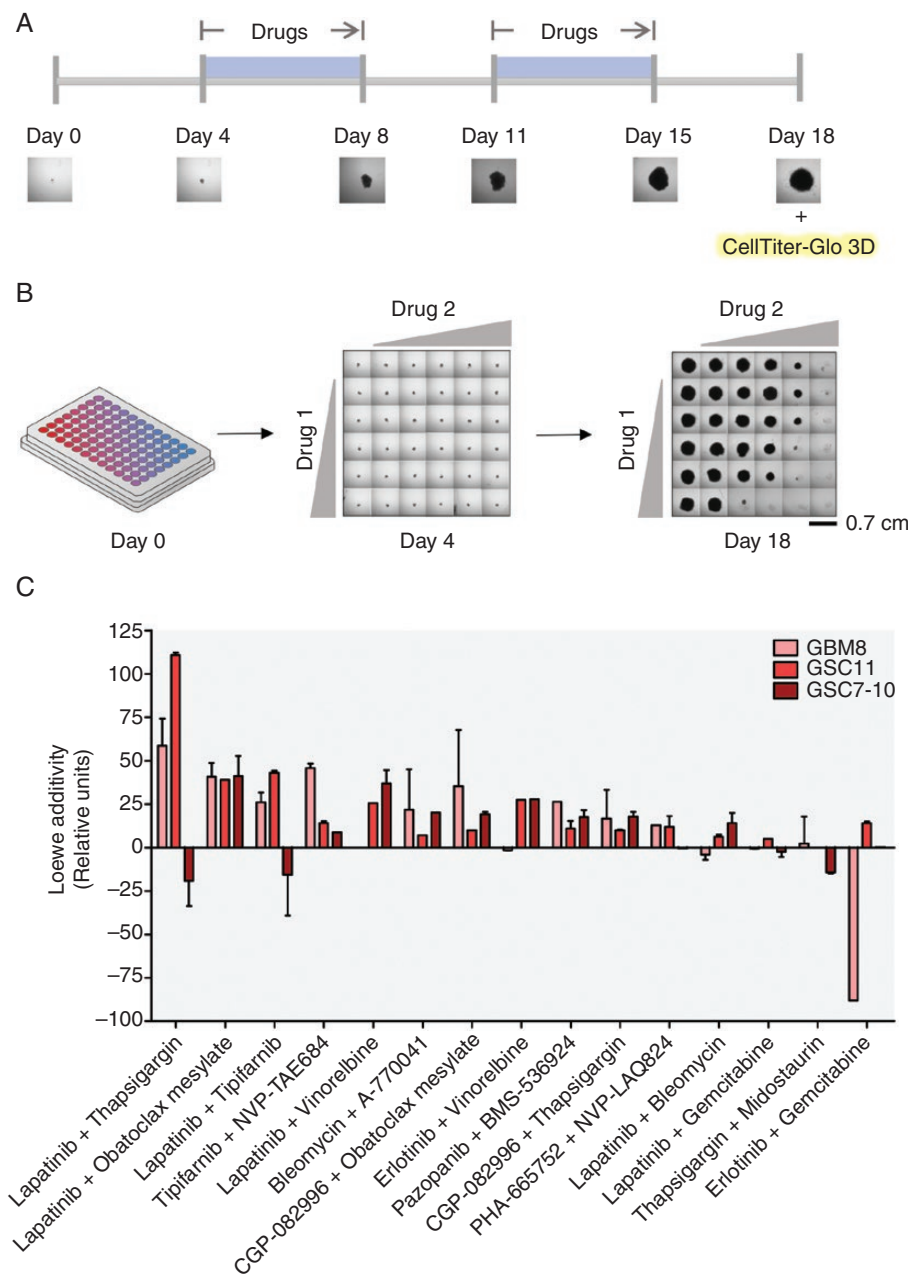 A
Drugs
Drugs
Day 0
Day 4
Day 8
Day 11
Day 15
Day 18
+
CellTiter-Glo 3D
B
Drug 2
Drug 2
Drug 1
Drug 1
0.7 cm
Day 0
Day 4
Day 18
C
125
100
75
50
25
0
−25
−50
−75
−100
Loewe additivity
(Relative units)
GBM8
GSC11
GSC7-10
Lapatinib + Thapsigargin
Lapatinib + Obatoclax mesylate
Lapatinib + Tipifarnib
Tipifarnib + NVP-TAE684
Lapatinib + Vinorelbine
Bleomycin + A-770041
CGP-082996 + Obatoclax mesylate
Erlotinib + Vinorelbine
Pazopanib + BMS-536924
CGP-082996 + Thapsigargin
PHA-665752 + NVP-LAQ824
Lapatinib + Bleomycin
Lapatinib + Gemcitabine
Thapsigargin + Midostaurin
Erlotinib + Gemcitabine